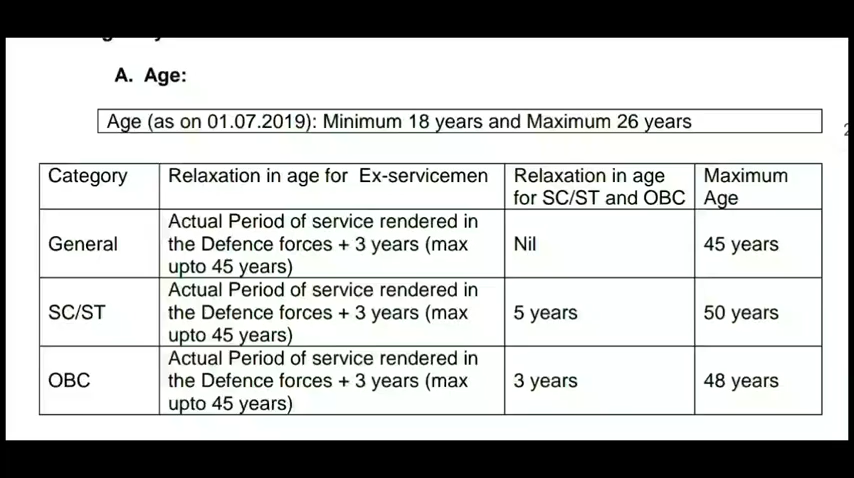 A. Age:
Age (as on 01.07.2019): Minimum 18 years and Maximum 26 years
Category
Relaxation in age for Ex-servicemen
Relaxation in age
for SC/ST and OBC
Maximum
Age
General
Actual Period of service rendered in
the Defence forces + 3 years (max
upto 45 years)
Nil
45 years
SC/ST
Actual Period of service rendered in
the Defence forces + 3 years (max
upto 45 years)
5 years
50 years
OBC
Actual Period of service rendered in
the Defence forces + 3 years (max
upto 45 years)
3 years
48 years